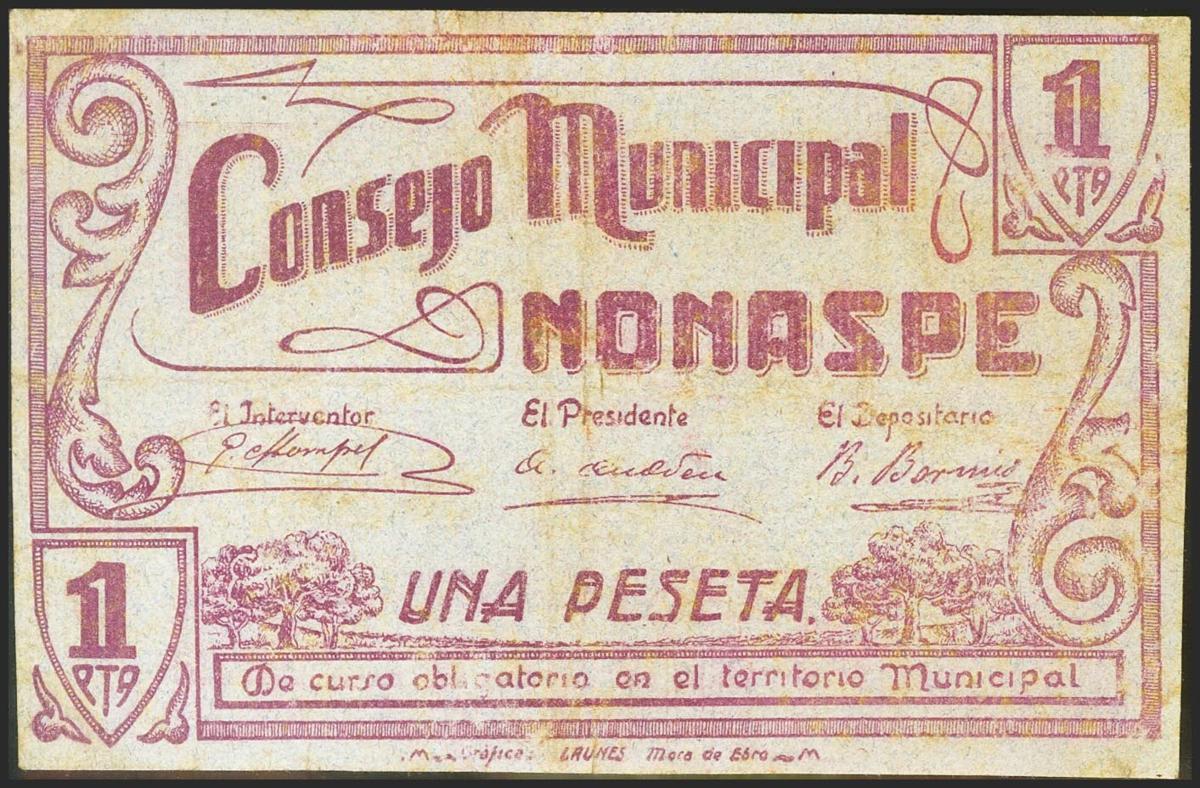 1
PTA
Consejo Municipal
NONASPE
El Interventor El Presidente El Depositario
B. Bormis
1
PTA
UNA PESETA.
De curso obligatorio en el territorio Municipal
Gráfica: LAUNES Mora de Ebro